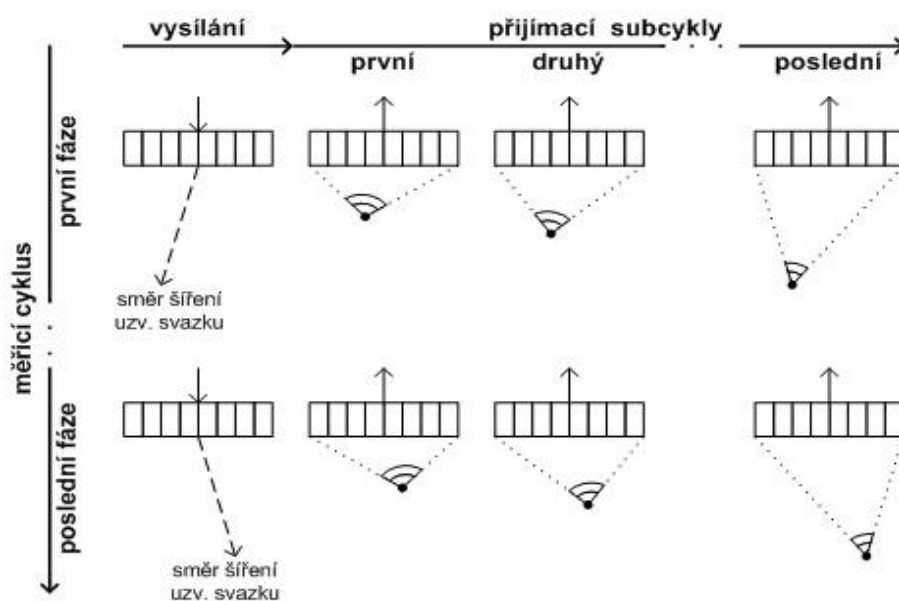 vysílání
přijímací subcykly
první
druhý
poslední
měřicí cyklus
první fáze
směr šíření
uzv. svazku
poslední fáze
směr šíření
uzv. svazku